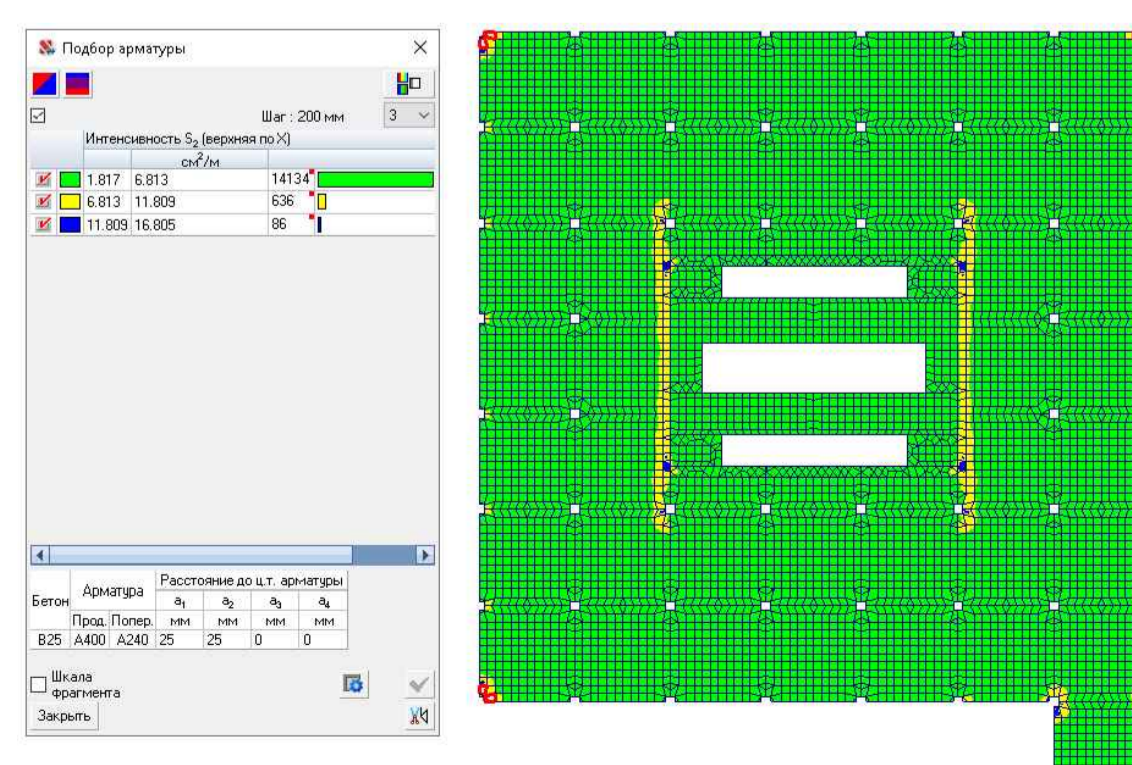 Подбор арматуры
Шаг : 200 мм 3
Интенсивность S₂ (верхняя по X)
см²/м
1.817 6.813 14134
6.813 11.809 636
11.809 16.805 86
Бетон Арматура Расстояние до ц.т. арматуры
a₁ a₂ a₃ a₄
Прод. Попер. мм мм мм мм
B25 A400 A240 25 25 0 0
Шкала
фрагмента
Закрыть